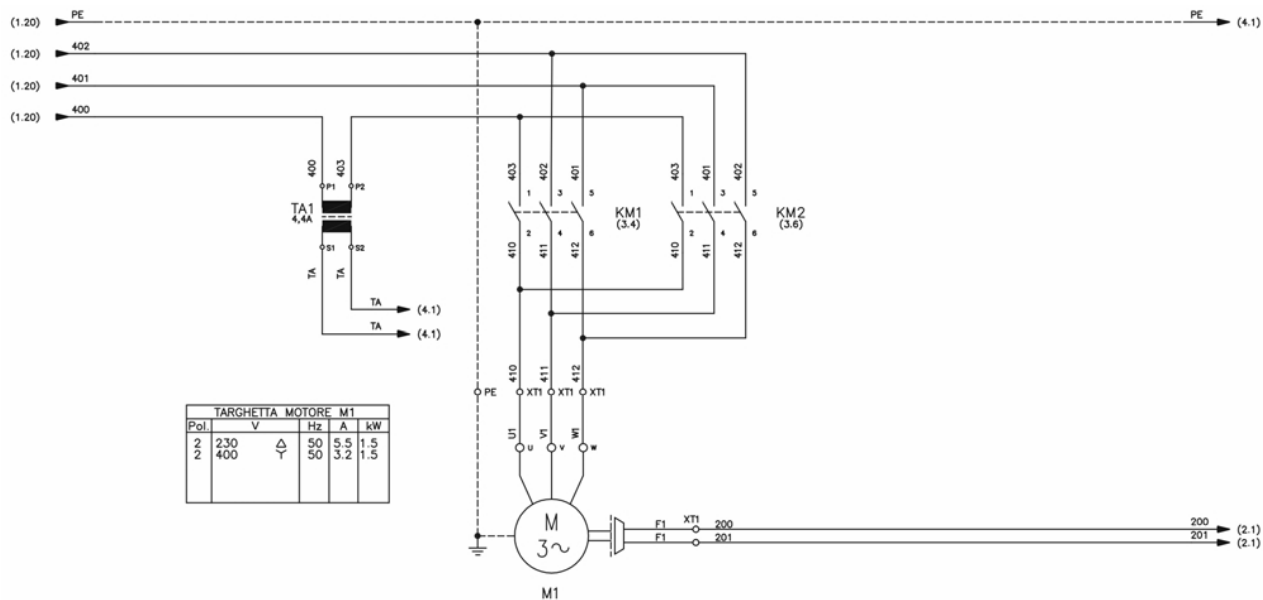 (1.20) PE PE (4.1)
(1.20) 402
(1.20) 401
(1.20) 400
400 403 403 402 401 403 401 402
P1 P2 1 3 5 1 3 5
TA1 KM1 KM2
4,4A (3.4) (3.6)
2 4 6 2 4 6
S1 S2 410 411 412 410 411 412
TA TA
TA (4.1)
TA (4.1)
410 411 412
PE XT1 XT1 XT1
U1 V1 W1
U V W
TARGHETTA MOTORE M1
Pol. V Hz A kW
2 230 △ 50 5.5 1.5
2 400 Y 50 3.2 1.5
M
3~
M1
F1 XT1 200 200 (2.1)
F1 201 201 (2.1)